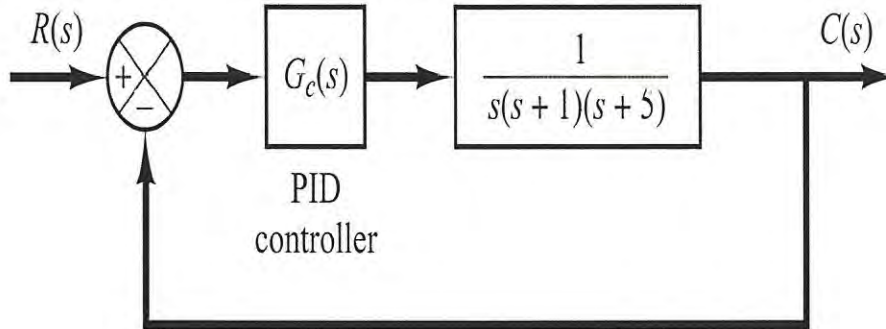 R(s)
C(s)
+
−
G_c(s)
1
s(s + 1)(s + 5)
PID
controller